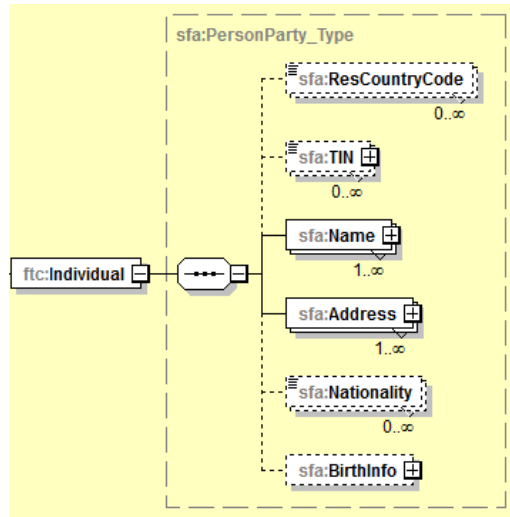 sfa:PersonParty_Type
sfa:ResCountryCode
0..∞
sfa:TIN
0..∞
sfa:Name
1..∞
ftc:Individual
sfa:Address
1..∞
sfa:Nationality
0..∞
sfa:BirthInfo